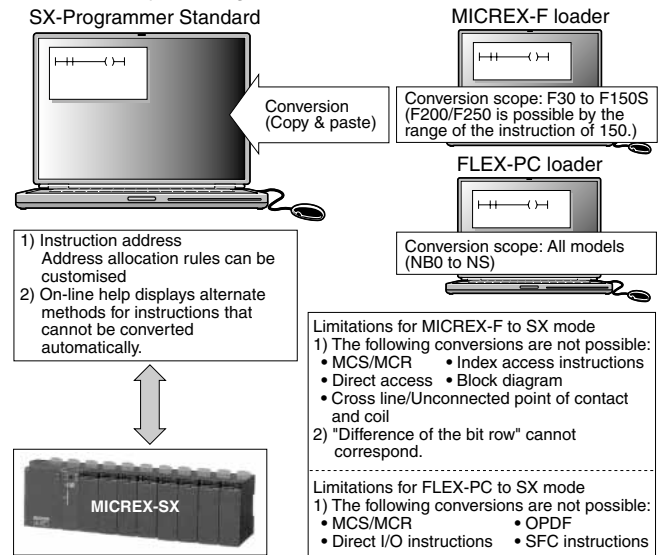 SX-Programmer Standard
Conversion
(Copy & paste)
MICREX-F loader
Conversion scope: F30 to F150S
(F200/F250 is possible by the
range of the instruction of 150.)
FLEX-PC loader
Conversion scope: All models
(NB0 to NS)
1) Instruction address
Address allocation rules can be
customised
2) On-line help displays alternate
methods for instructions that
cannot be converted
automatically.
MICREX-SX
Limitations for MICREX-F to SX mode
1) The following conversions are not possible:
• MCS/MCR • Index access instructions
• Direct access • Block diagram
• Cross line/Unconnected point of contact
and coil
2) "Difference of the bit row" cannot
correspond.
Limitations for FLEX-PC to SX mode
1) The following conversions are not possible:
• MCS/MCR • OPDF
• Direct I/O instructions • SFC instructions